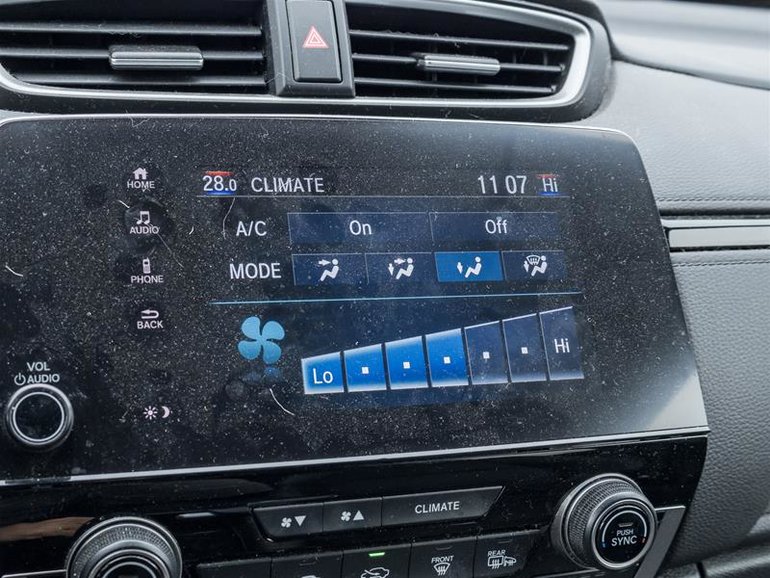 HOME
28.0 CLIMATE 11 07 Hi
AUDIO
A/C On Off
PHONE
MODE
BACK
Lo Hi
VOL
AUDIO
CLIMATE
FRONT REAR
PUSH
SYNC